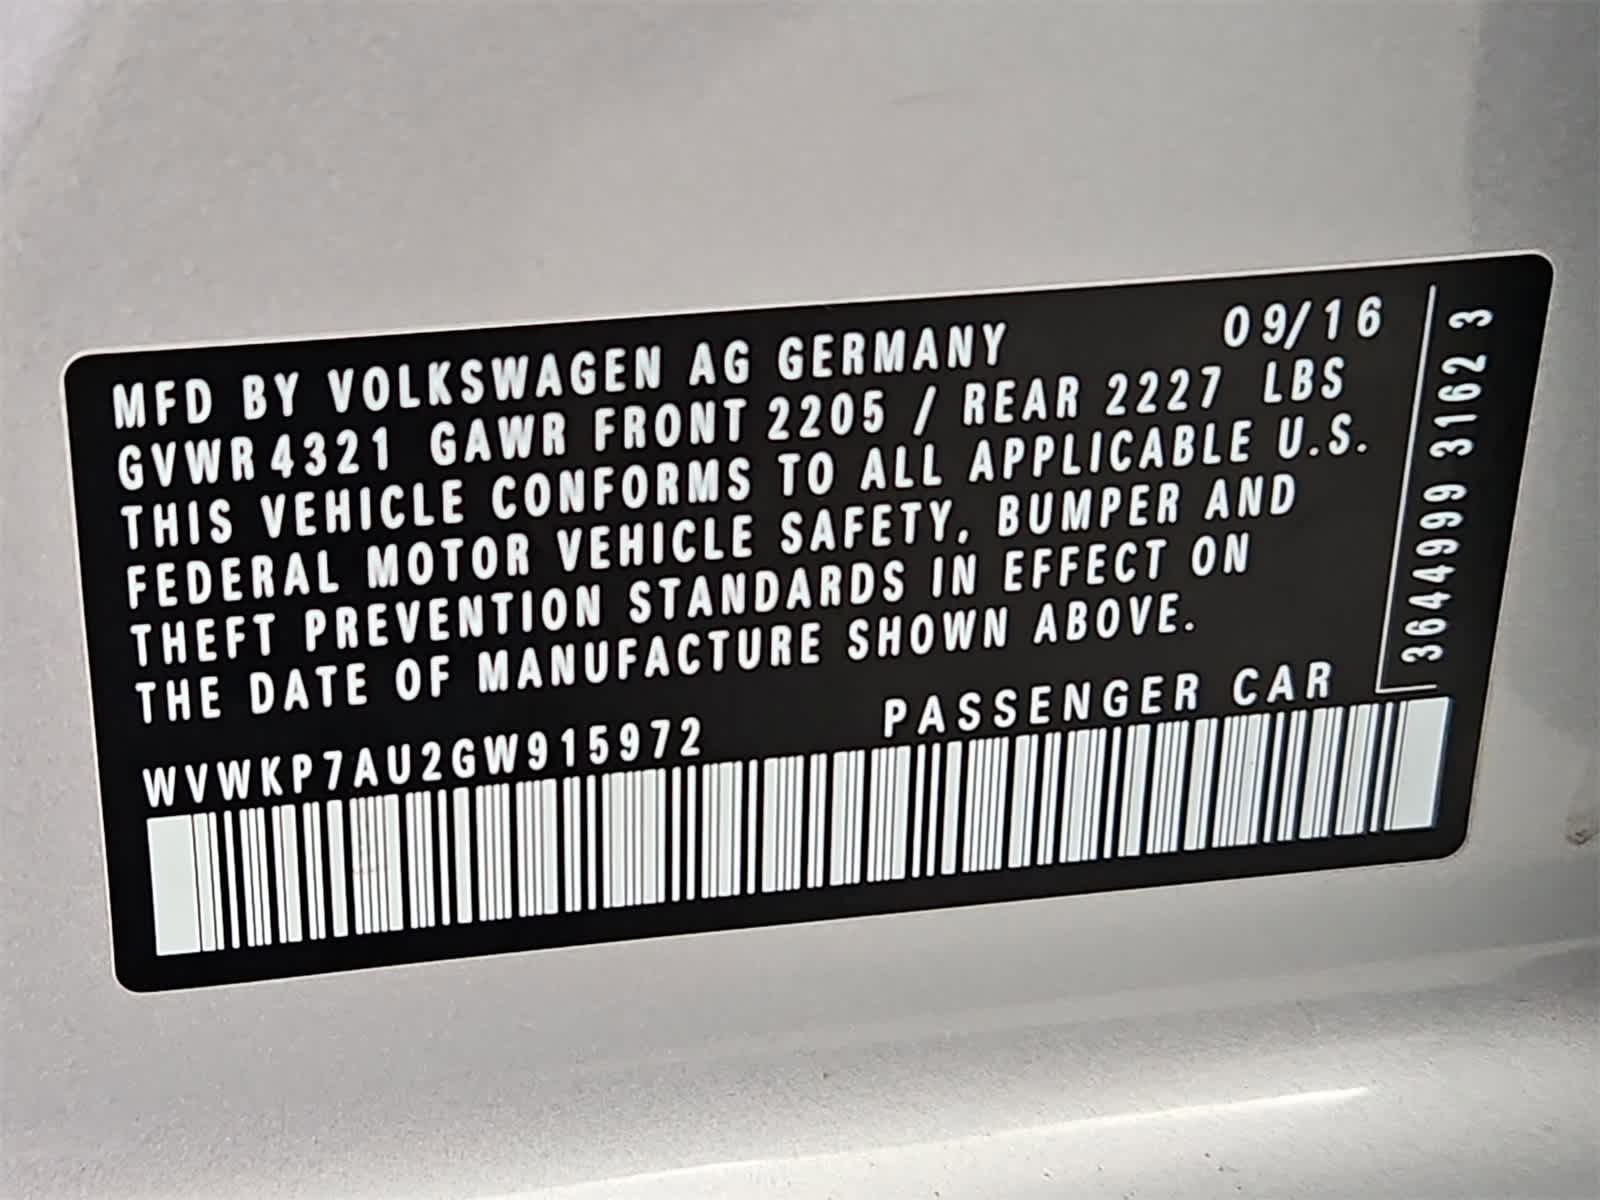 MFD BY VOLKSWAGEN AG GERMANY 09/16
GVWR 4321 GAWR FRONT 2205 / REAR 2227 LBS
THIS VEHICLE CONFORMS TO ALL APPLICABLE U.S.
FEDERAL MOTOR VEHICLE SAFETY, BUMPER AND
THEFT PREVENTION STANDARDS IN EFFECT ON
THE DATE OF MANUFACTURE SHOWN ABOVE.
WVWKP7AU2GW915972 PASSENGER CAR
3644999 3162 3